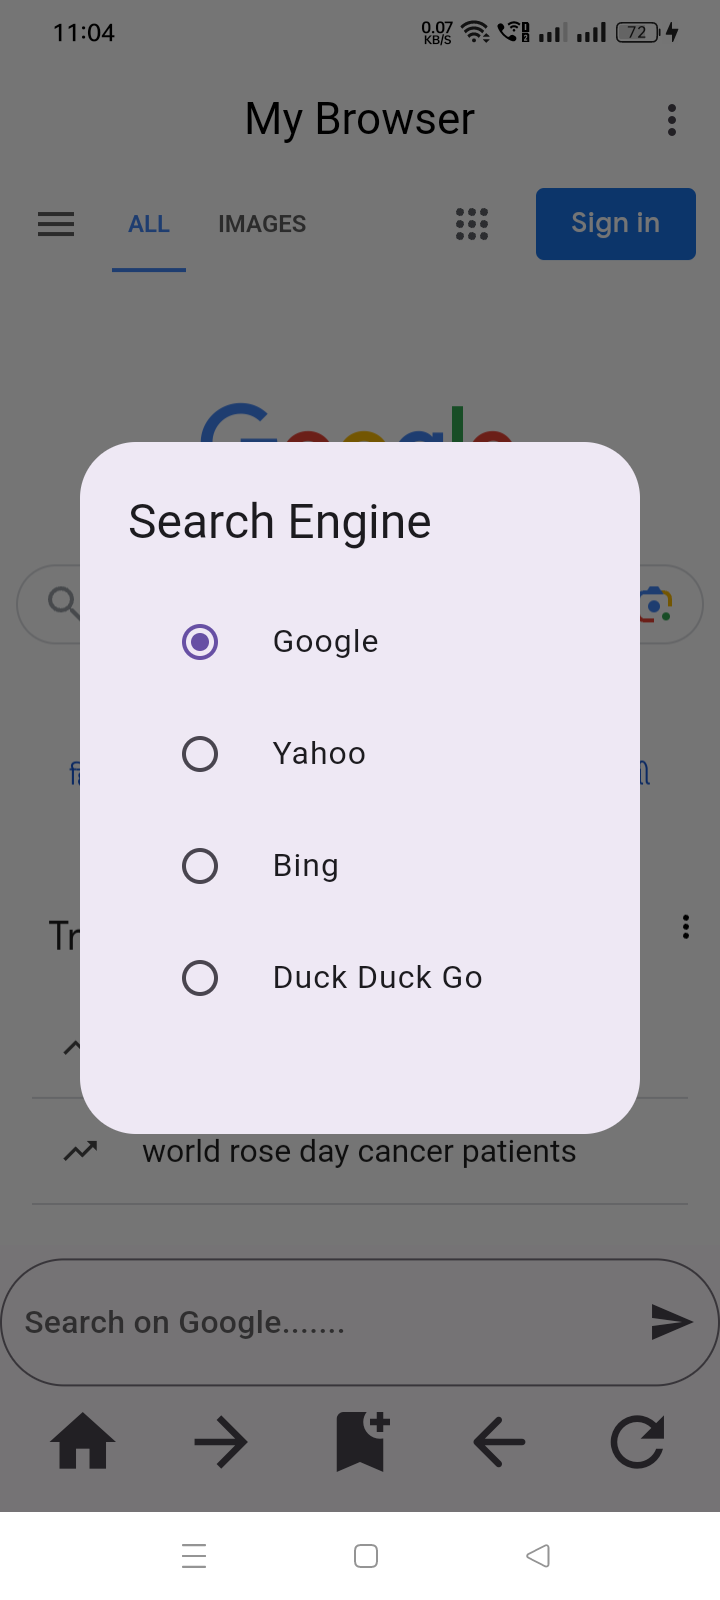 11:04
0.07
KB/S
72
My Browser
ALL
IMAGES
Sign in
Search Engine
Google
Yahoo
Bing
Duck Duck Go
world rose day cancer patients
Search on Google.......